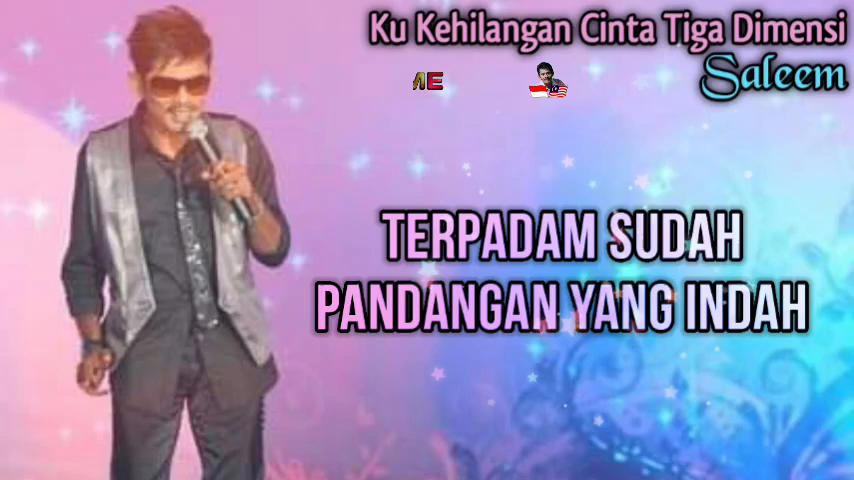 Ku Kehilangan Cinta Tiga Dimensi
Saleem
AE
TERPADAM SUDAH
PANDANGAN YANG INDAH